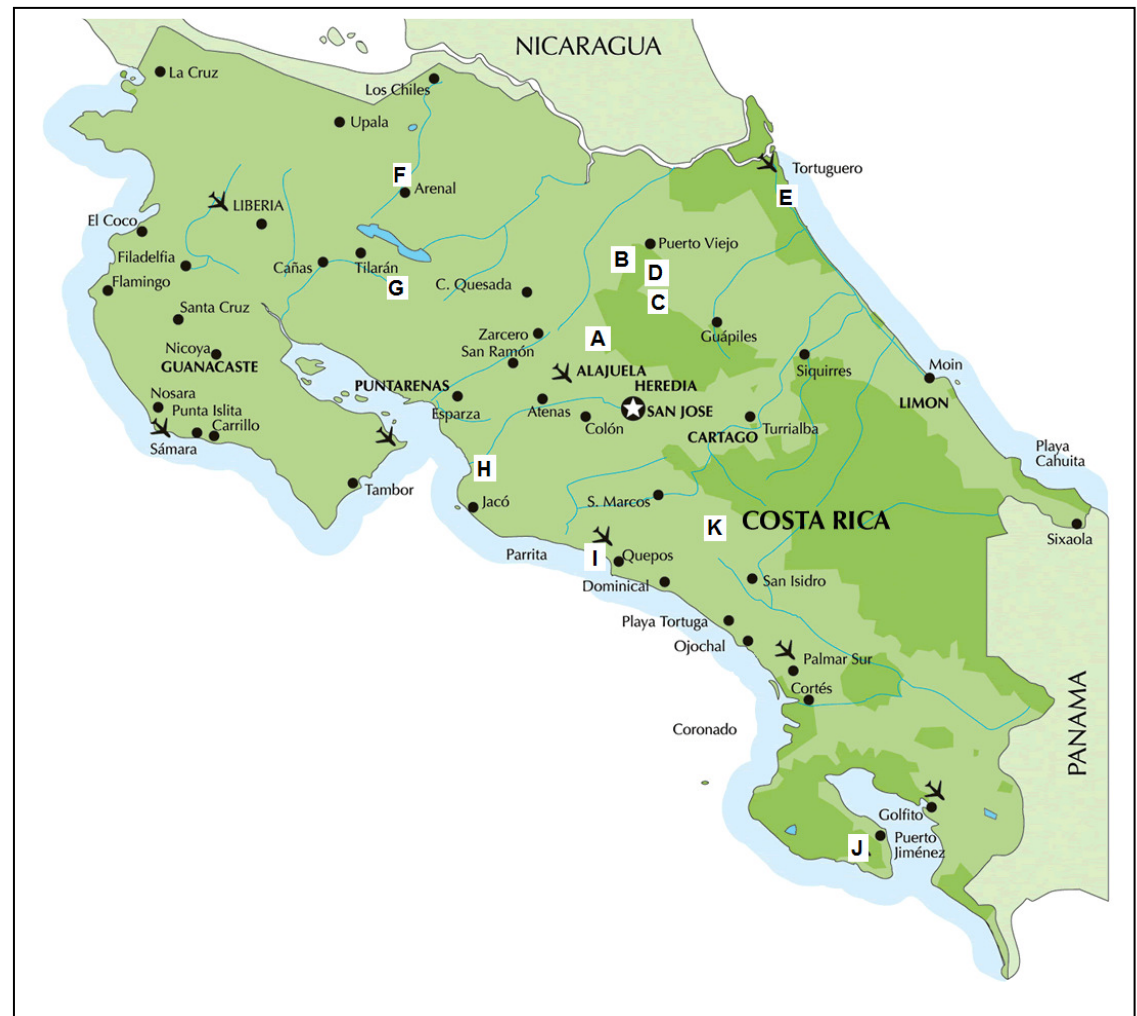 NICARAGUA
La Cruz
Los Chiles
Upala
Tortuguero
F
Arenal
E
LIBERIA
El Coco
Puerto Viejo
Filadelfia
B
Cañas
Tilarán
D
Flamingo
G
C. Quesada
C
Santa Cruz
Zarcero
A
Guápiles
Nicoya
San Ramón
GUANACASTE
ALAJUELA
Siquirres
Moin
PUNTARENAS
HEREDIA
Nosara
LIMON
Punta Islita
Esparza
Atenas
SAN JOSE
Carrillo
Colón
Turrialba
CARTAGO
Sámara
Playa
Cahuita
H
Tambor
Jacó
S. Marcos
K
COSTA RICA
Sixaola
Parrita
I
Quepos
Dominical
San Isidro
Playa Tortuga
Ojochal
Palmar Sur
Cortés
Coronado
PANAMA
Golfito
J
Puerto
Jiménez